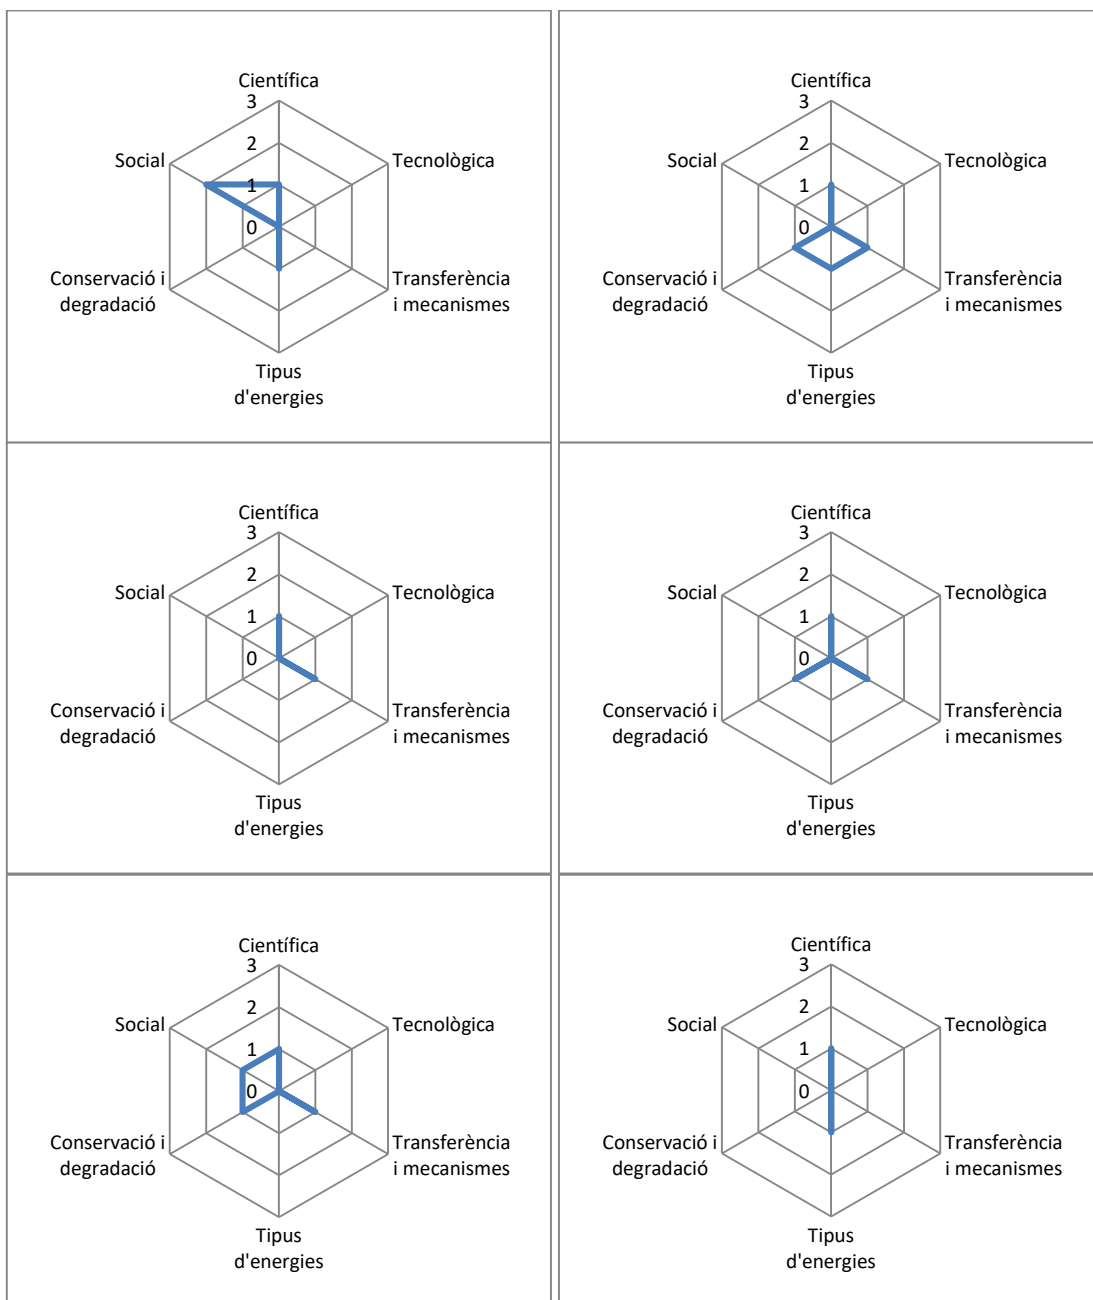 Científica
3
2
1
0
Social
Tecnològica
Conservació i
degradació
Transferència
i mecanismes
Tipus
d'energies
Científica
3
2
1
0
Social
Tecnològica
Conservació i
degradació
Transferència
i mecanismes
Tipus
d'energies
Científica
3
2
1
0
Social
Tecnològica
Conservació i
degradació
Transferència
i mecanismes
Tipus
d'energies
Científica
3
2
1
0
Social
Tecnològica
Conservació i
degradació
Transferència
i mecanismes
Tipus
d'energies
Científica
3
2
1
0
Social
Tecnològica
Conservació i
degradació
Transferència
i mecanismes
Tipus
d'energies
Científica
3
2
1
0
Social
Tecnològica
Conservació i
degradació
Transferència
i mecanismes
Tipus
d'energies